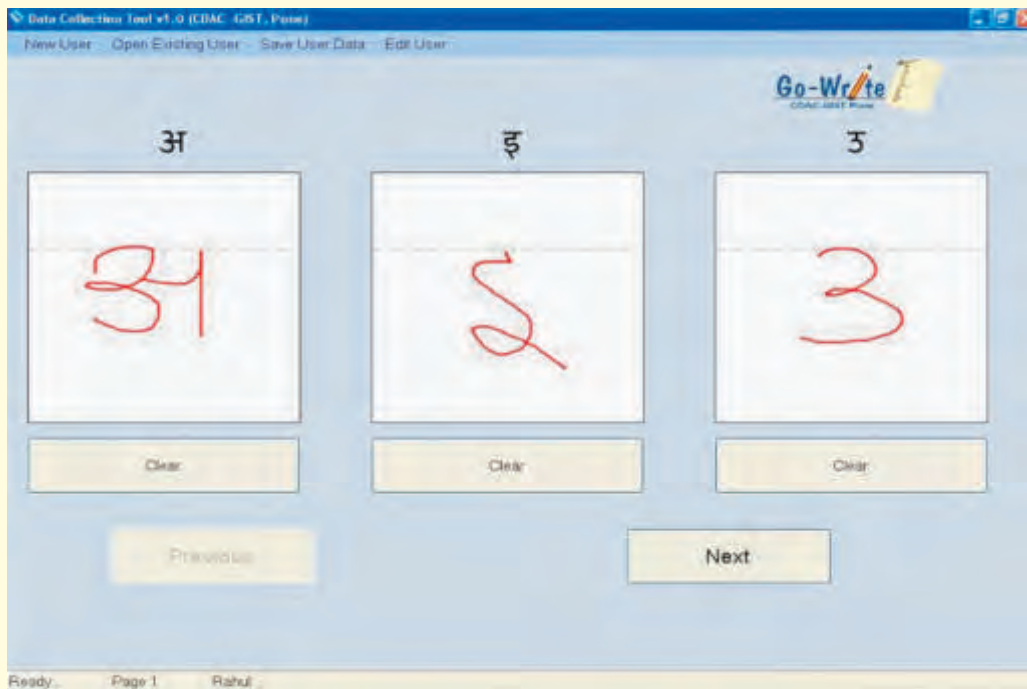 Data Collection Tool v1.0 (CDAC GIST, Pune)
New User Open Existing User Save User Data Edit User
Go-Write
CDAC GIST Pune
अ इ उ
अ इ उ
Clear Clear Clear
Previous Next
Ready.. Page 1 Rahul